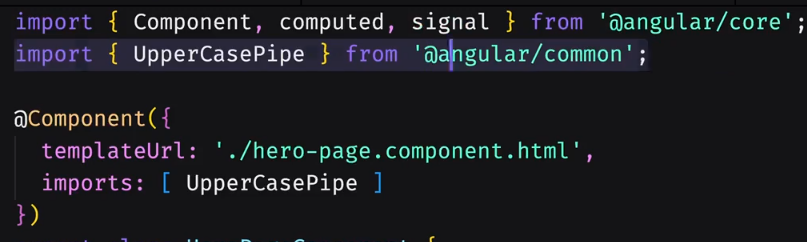 import { Component, computed, signal } from '@angular/core';
import { UpperCasePipe } from '@angular/common';
@Component({
templateUrl: './hero-page.component.html',
imports: [ UpperCasePipe ]
})